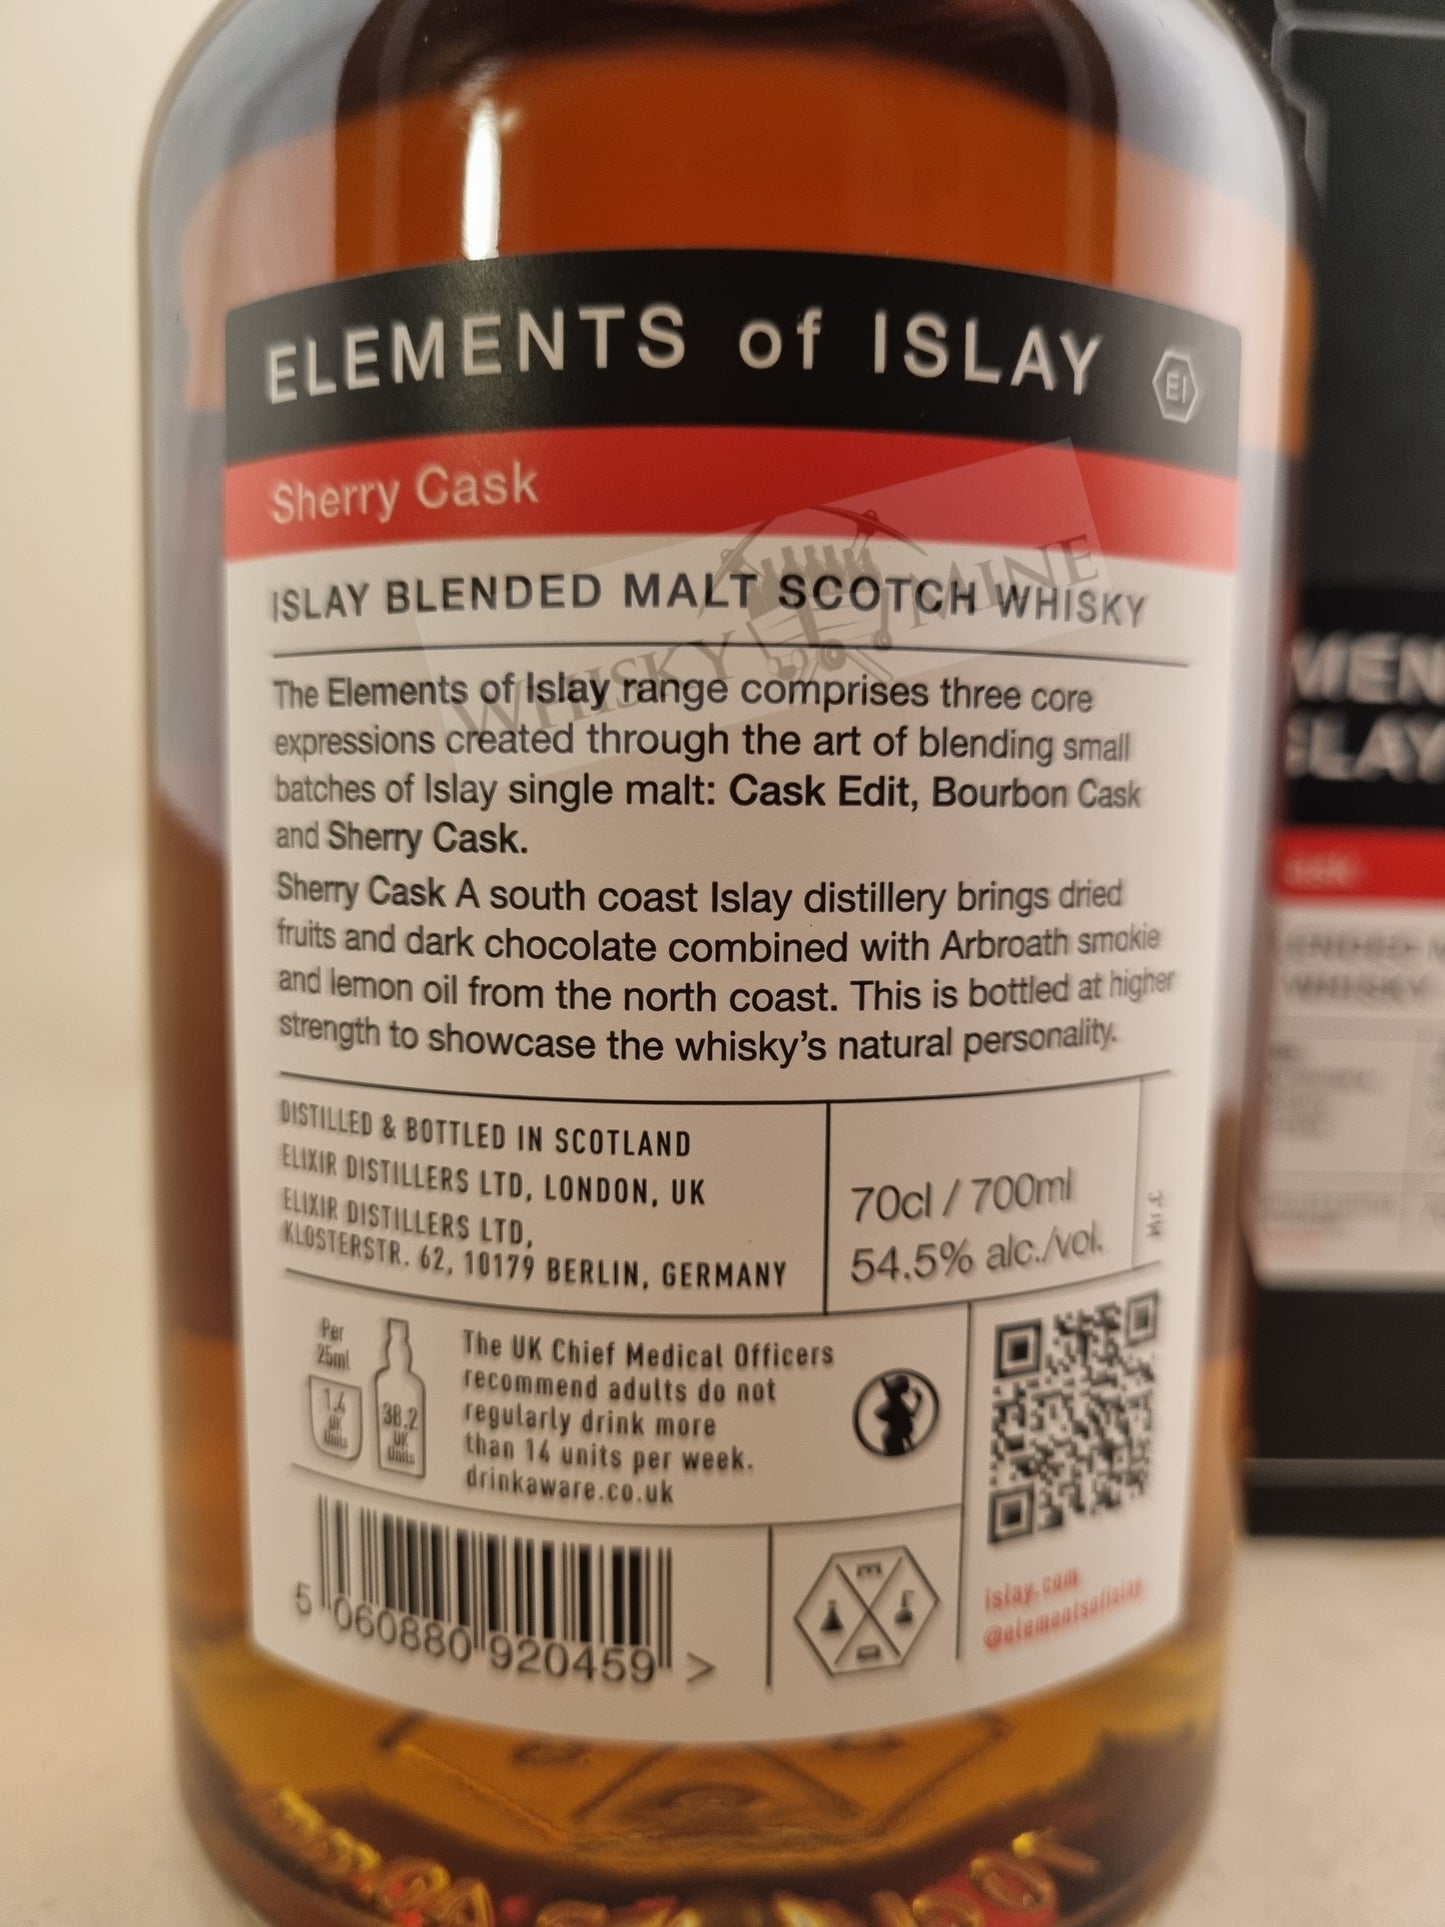 ELEMENTS of ISLAY
EI
Sherry Cask
WHISKY MINE
ISLAY BLENDED MALT SCOTCH WHISKY
The Elements of Islay range comprises three core
expressions created through the art of blending small
batches of Islay single malt: Cask Edit, Bourbon Cask
and Sherry Cask.
Sherry Cask A south coast Islay distillery brings dried
fruits and dark chocolate combined with Arbroath smokie
and lemon oil from the north coast. This is bottled at higher
strength to showcase the whisky's natural personality.
DISTILLED & BOTTLED IN SCOTLAND
ELIXIR DISTILLERS LTD, LONDON, UK
ELIXIR DISTILLERS LTD,
KLOSTERSTR. 62, 10179 BERLIN, GERMANY
70cl / 700ml
54.5% alc./vol.
Per
25ml
1.4
UK
Units
38.2
UK
Units
The UK Chief Medical Officers
recommend adults do not
regularly drink more
than 14 units per week.
drinkaware.co.uk
5 060880 920459 >
islay.com
@elementsofislay
MEN
SLAY